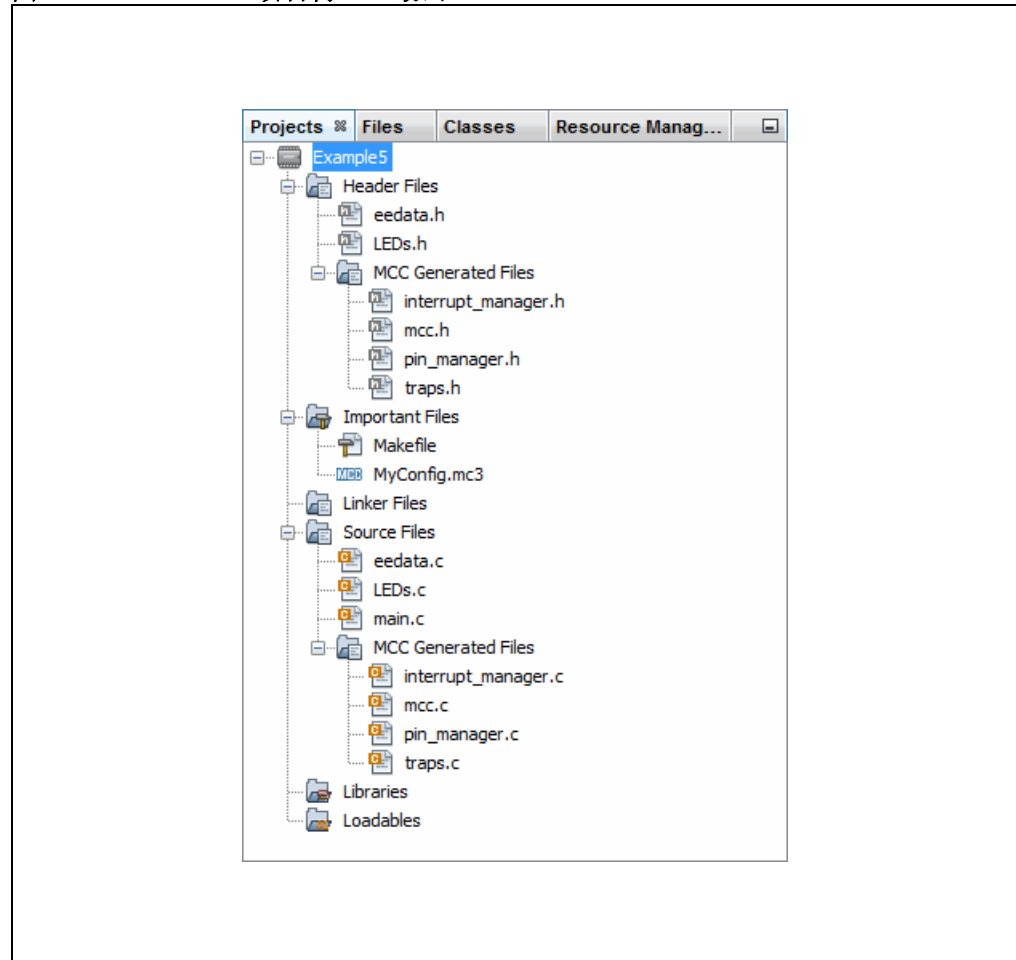 Projects Files Classes Resource Manag...
Example5
Header Files
eedata.h
LEDs.h
MCC Generated Files
interrupt_manager.h
mcc.h
pin_manager.h
traps.h
Important Files
Makefile
MyConfig.mc3
Linker Files
Source Files
eedata.c
LEDs.c
main.c
MCC Generated Files
interrupt_manager.c
mcc.c
pin_manager.c
traps.c
Libraries
Loadables